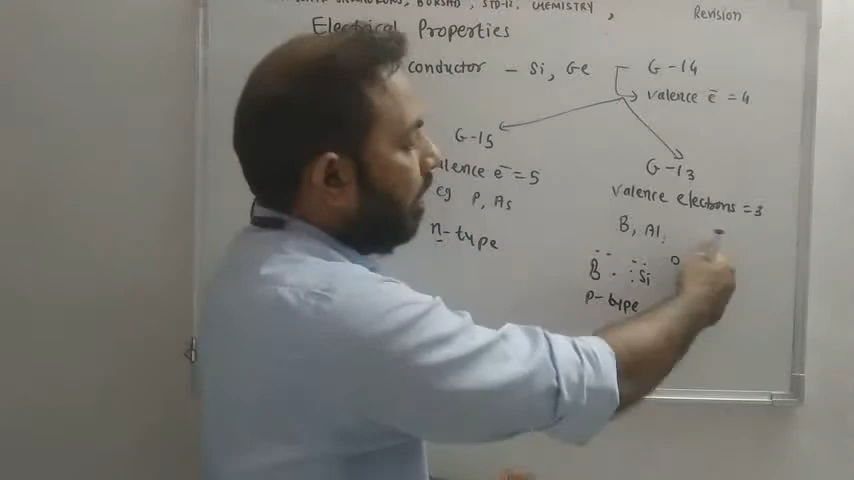 BORSAD, STD-12, CHEMISTRY,
Revision
Electrical Properties
conductor - Si, Ge
G-14
valence e̅ = 4
G-15
valence e̅ = 5
eg P, As
n-type
G-13
valence electrons = 3
B, Al,
B Si
p-type